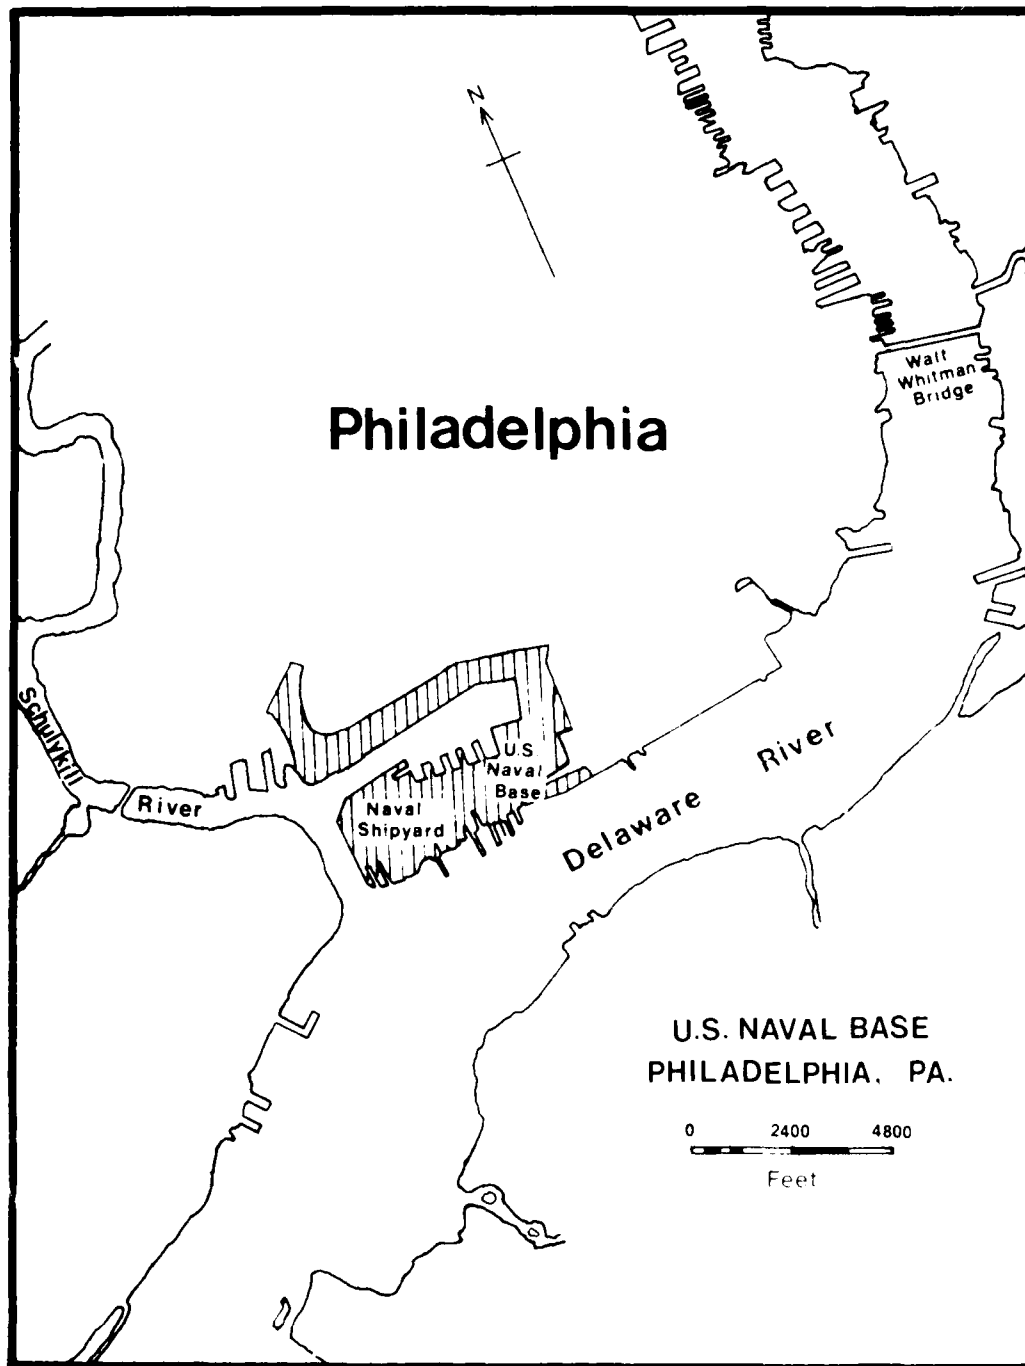 N
Walt
Whitman
Bridge
Philadelphia
Schulykill
River
U.S.
Naval
Base
Naval
Shipyard
Delaware River
U.S. NAVAL BASE
PHILADELPHIA, PA.
0 2400 4800
Feet